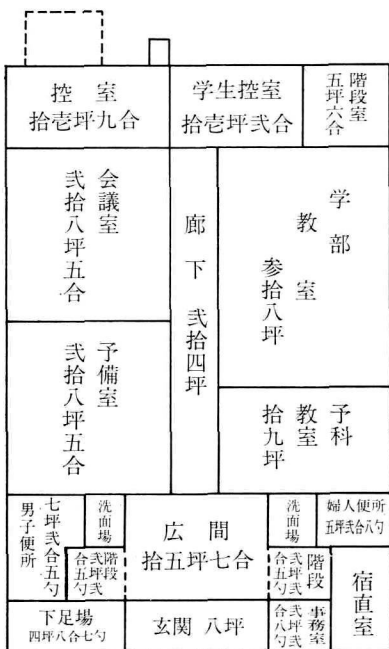 控室
拾壱坪九合
学生控室
拾壱坪弐合
階段室
五坪六合
会議室
弐拾八坪五合
廊下 弐拾四坪
学部
教室
参拾八坪
予備室
弐拾八坪五合
予科
教室
拾九坪
男子便所
七坪弐合五勺
洗面場
階段
弐坪弐
合五勺
広間
拾五坪七合
洗面場
階段
弐坪弐
合五勺
婦人便所
五坪弐合八勺
宿直室
下足場
四坪八合七勺
玄関 八坪
事務室
弐坪弐
合八勺